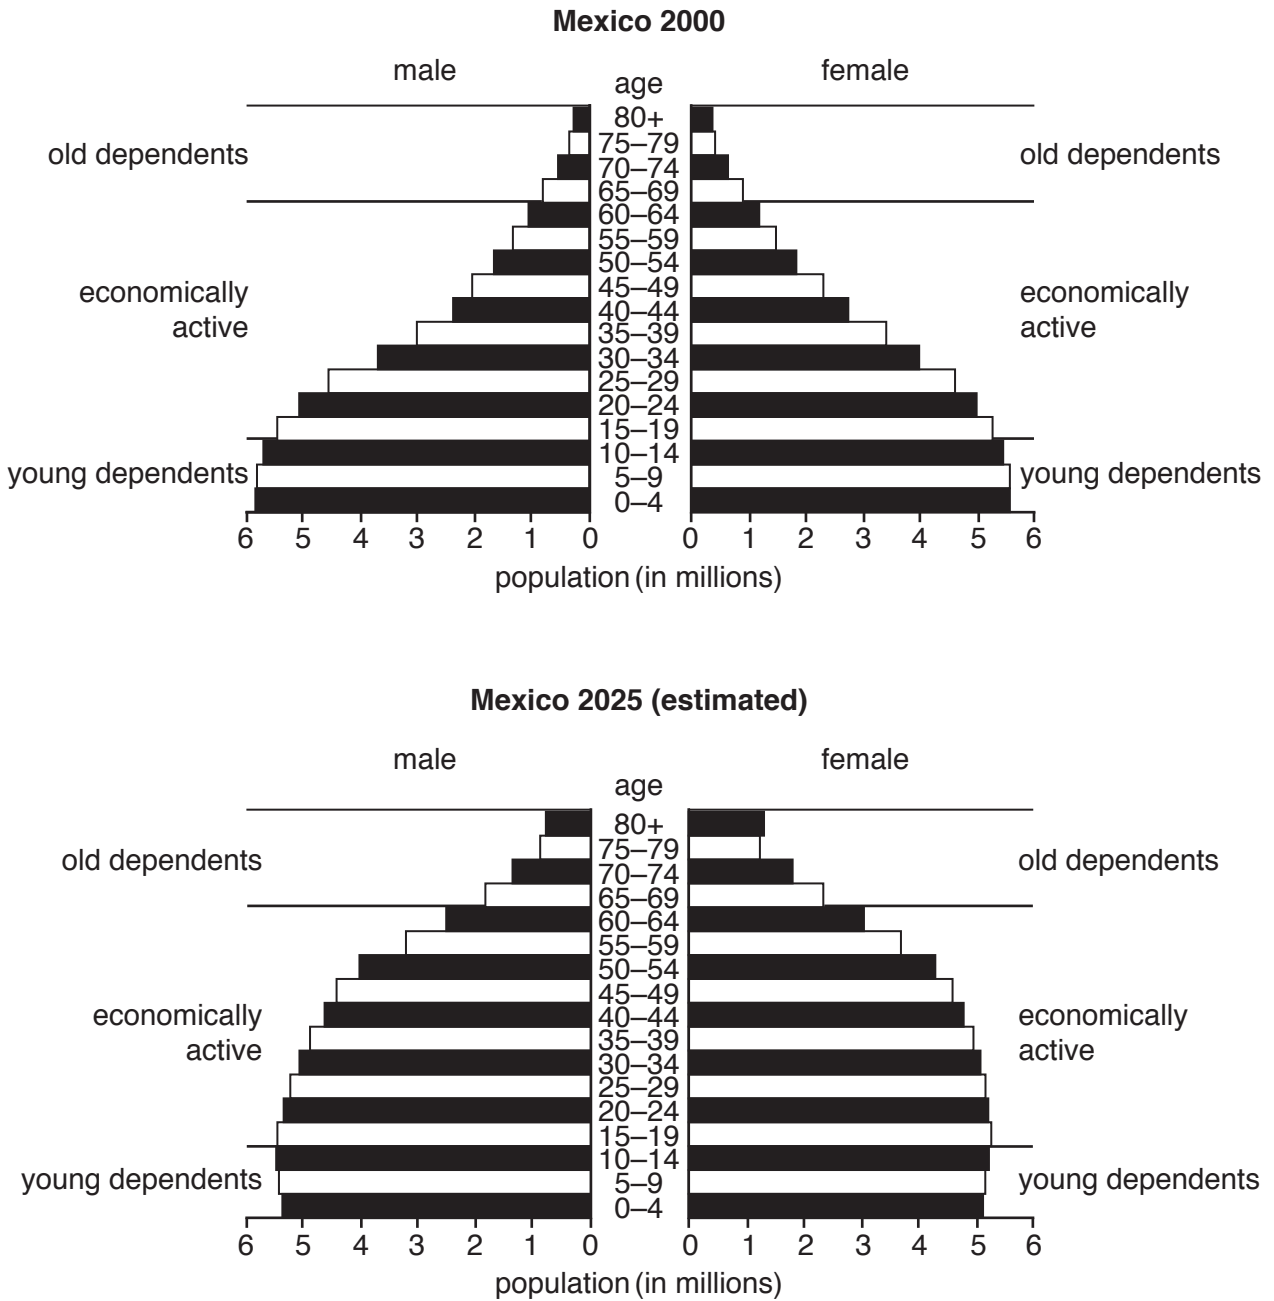 Mexico 2000
male
age
female
80+
75–79
70–74
65–69
60–64
55–59
50–54
45–49
40–44
35–39
30–34
25–29
20–24
15–19
10–14
5–9
0–4
old dependents
economically
active
young dependents
old dependents
economically
active
young dependents
6 5 4 3 2 1 0
0 1 2 3 4 5 6
population (in millions)
Mexico 2025 (estimated)
male
age
female
80+
75–79
70–74
65–69
60–64
55–59
50–54
45–49
40–44
35–39
30–34
25–29
20–24
15–19
10–14
5–9
0–4
old dependents
economically
active
young dependents
old dependents
economically
active
young dependents
6 5 4 3 2 1 0
0 1 2 3 4 5 6
population (in millions)